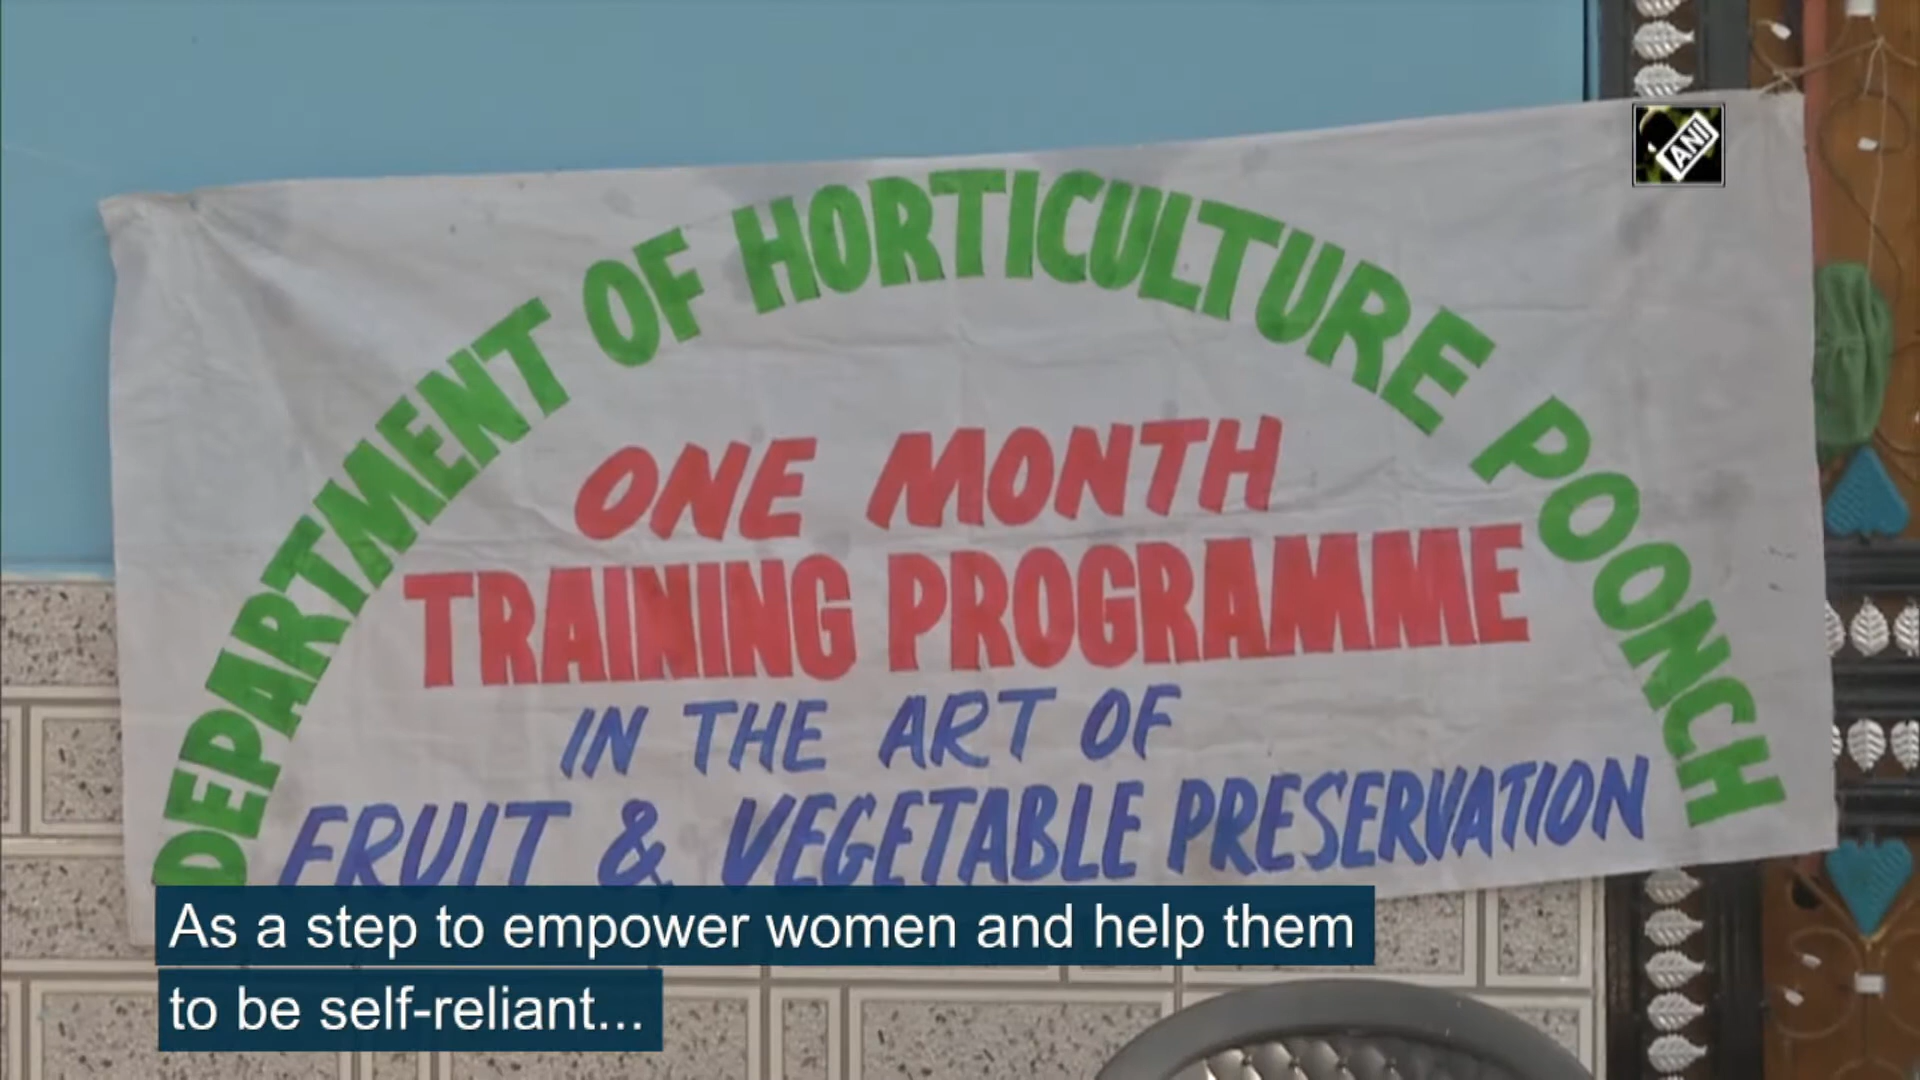 ANI
DEPARTMENT OF HORTICULTURE POONCH
ONE MONTH
TRAINING PROGRAMME
IN THE ART OF
FRUIT & VEGETABLE PRESERVATION
As a step to empower women and help them
to be self-reliant...